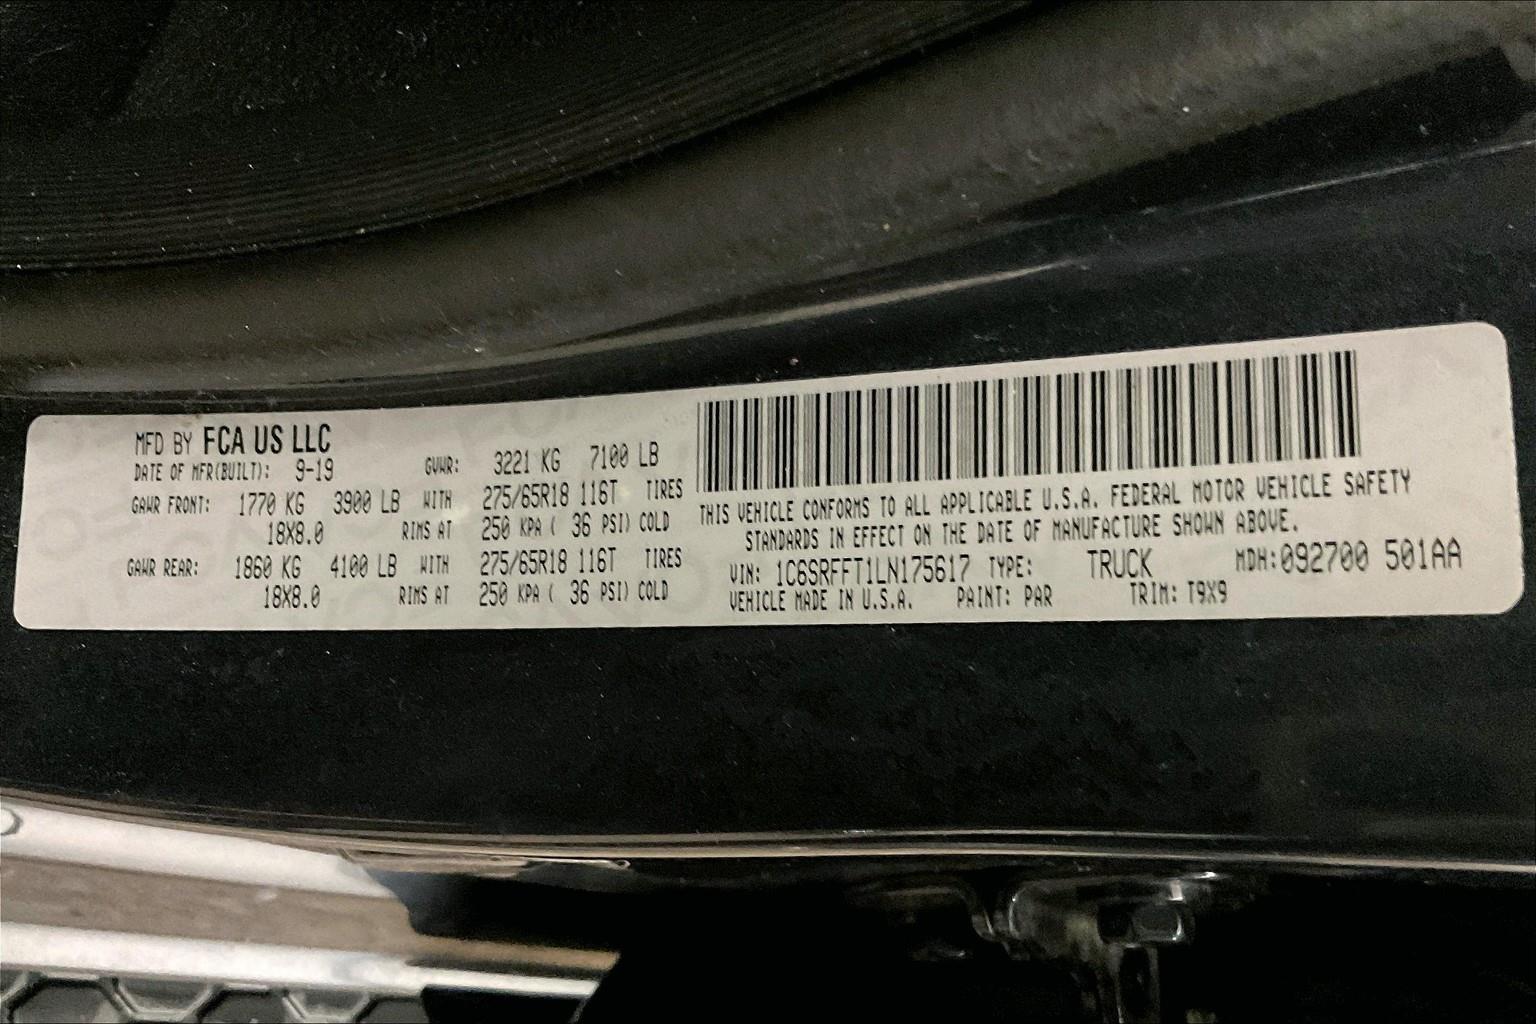 MFD BY FCA US LLC
DATE OF MFR(BUILT): 9-19 GVWR: 3221 KG 7100 LB
GAWR FRONT: 1770 KG 3900 LB WITH 275/65R18 116T TIRES
18X8.0 RIMS AT 250 KPA ( 36 PSI) COLD
GAWR REAR: 1860 KG 4100 LB WITH 275/65R18 116T TIRES
18X8.0 RIMS AT 250 KPA ( 36 PSI) COLD
THIS VEHICLE CONFORMS TO ALL APPLICABLE U.S.A. FEDERAL MOTOR VEHICLE SAFETY
STANDARDS IN EFFECT ON THE DATE OF MANUFACTURE SHOWN ABOVE.
VIN: 1C6SRFFT1LN175617 TYPE: TRUCK MDH:092700 501AA
VEHICLE MADE IN U.S.A. PAINT: PAR TRIM: T9X9